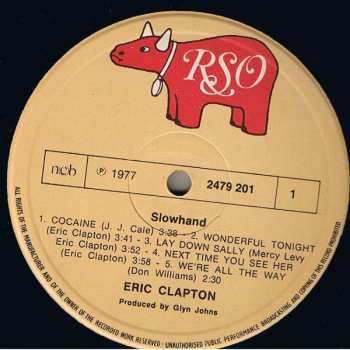 RSO
ncb
℗ 1977
2479 201
1
Slowhand
1. COCAINE (J. J. Cale) 3:38 - 2. WONDERFUL TONIGHT
(Eric Clapton) 3:41 - 3. LAY DOWN SALLY (Mercy Levy
Eric Clapton) 3:52 - 4. NEXT TIME YOU SEE HER
(Eric Clapton) 3:58 - 5. WE'RE ALL THE WAY
(Don Williams) 2:30
ERIC CLAPTON
Produced by Glyn Johns
ALL RIGHTS OF THE MANUFACTURER AND OF THE OWNER OF THE RECORDED WORK RESERVED · UNAUTHORISED PUBLIC PERFORMANCE, BROADCASTING AND COPYING OF THIS RECORD PROHIBITED